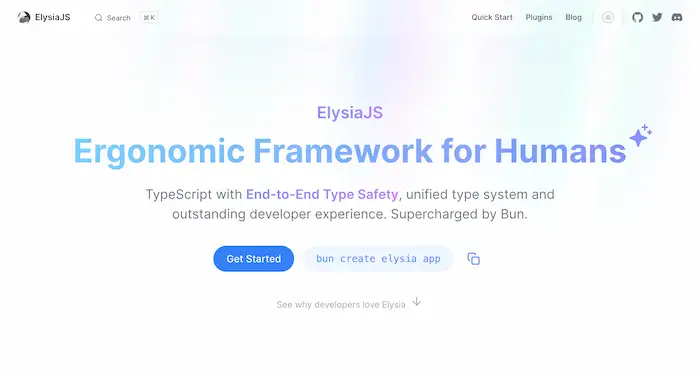 ElysiaJS Search ⌘K Quick Start Plugins Blog
ElysiaJS
Ergonomic Framework for Humans
TypeScript with End-to-End Type Safety, unified type system and
outstanding developer experience. Supercharged by Bun.
Get Started bun create elysia app
See why developers love Elysia